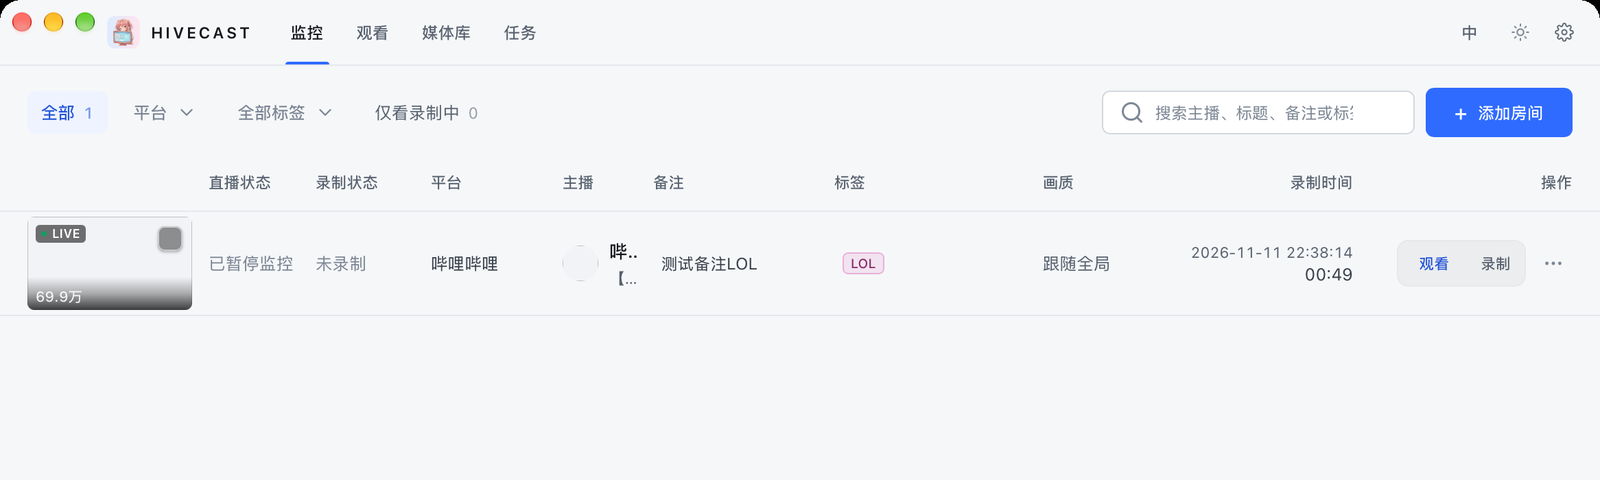 HIVECAST 监控 观看 媒体库 任务 中
全部 1 平台 全部标签 仅看录制中 0 搜索主播、标题、备注或标 + 添加房间
直播状态 录制状态 平台 主播 备注 标签 画质 录制时间 操作
LIVE
69.9万
已暂停监控 未录制 哔哩哔哩 哔.. 测试备注LOL LOL 跟随全局 2026-11-11 22:38:14 观看 录制 ...
【... 00:49